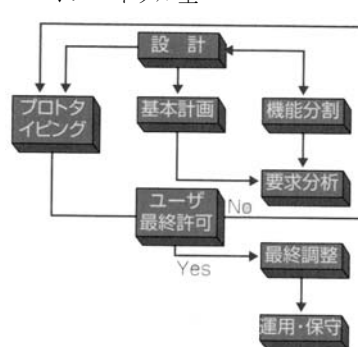 設計
プロトタ
イピング
基本計画
機能分割
要求分析
ユーザ
最終許可
No
Yes
最終調整
運用・保守